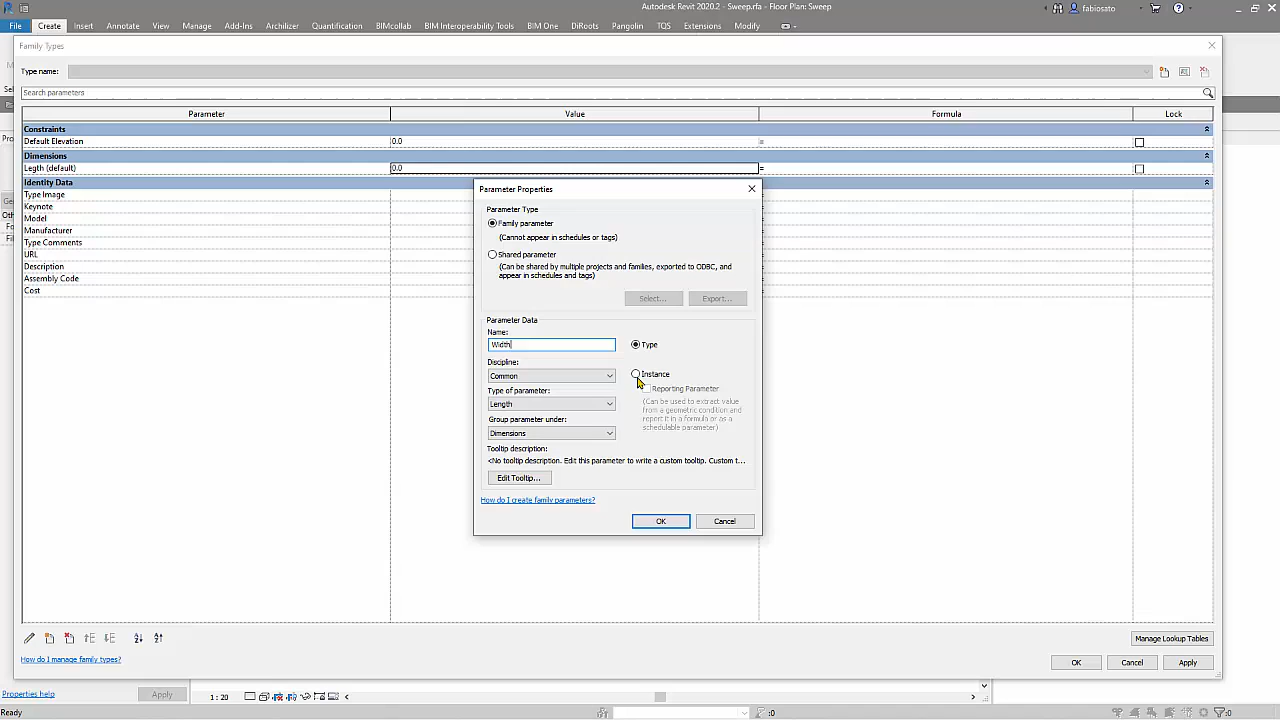 Autodesk Revit 2020.2 - Sweep.rfa - Floor Plan: Sweep
fabiosato
File Create Insert Annotate View Manage Add-Ins Archilizer Quantification BIMcollab BIM Interoperability Tools BIM One DiRoots Pangolin TQS Extensions Modify
Family Types
Type name:
Search parameters
Parameter Value Formula Lock
Constraints
Default Elevation 0.0 =
Dimensions
Legth (default) 0.0 =
Identity Data
Type Image
Keynote
Model
Manufacturer
Type Comments
URL
Description
Assembly Code
Cost
Parameter Properties
Parameter Type
Family parameter
(Cannot appear in schedules or tags)
Shared parameter
(Can be shared by multiple projects and families, exported to ODBC, and
appear in schedules and tags)
Select... Export...
Parameter Data
Name:
Width
Type
Discipline:
Common
Instance
Reporting Parameter
(Can be used to extract value
from a geometric condition and
report it in a formula or as a
schedulable parameter)
Type of parameter:
Length
Group parameter under:
Dimensions
Tooltip description:
<No tooltip description. Edit this parameter to write a custom tooltip. Custom t...
Edit Tooltip...
How do I create family parameters?
OK Cancel
Manage Lookup Tables
How do I manage family types?
OK Cancel Apply
Properties help Apply
1 : 20
Ready
:0
:0